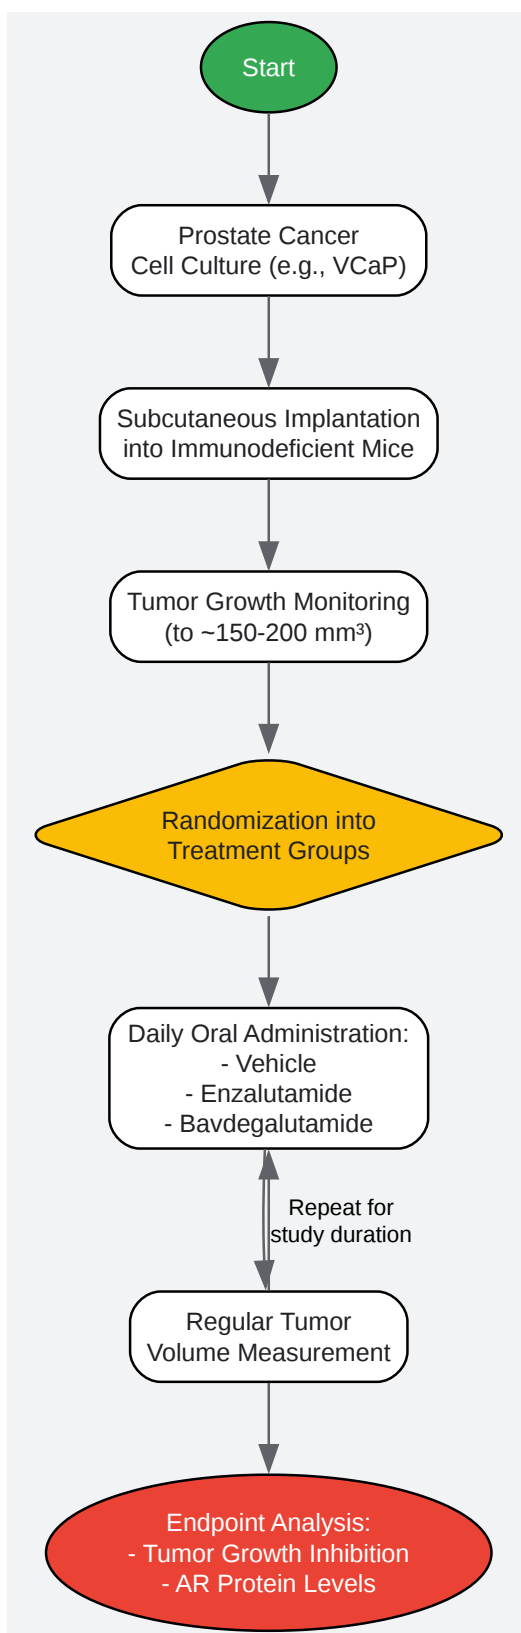 Start
Prostate Cancer
Cell Culture (e.g., VCaP)
Subcutaneous Implantation
into Immunodeficient Mice
Tumor Growth Monitoring
(to ~150-200 mm³)
Randomization into
Treatment Groups
Daily Oral Administration:
- Vehicle
- Enzalutamide
- Bavdegalutamide
Repeat for
study duration
Regular Tumor
Volume Measurement
Endpoint Analysis:
- Tumor Growth Inhibition
- AR Protein Levels